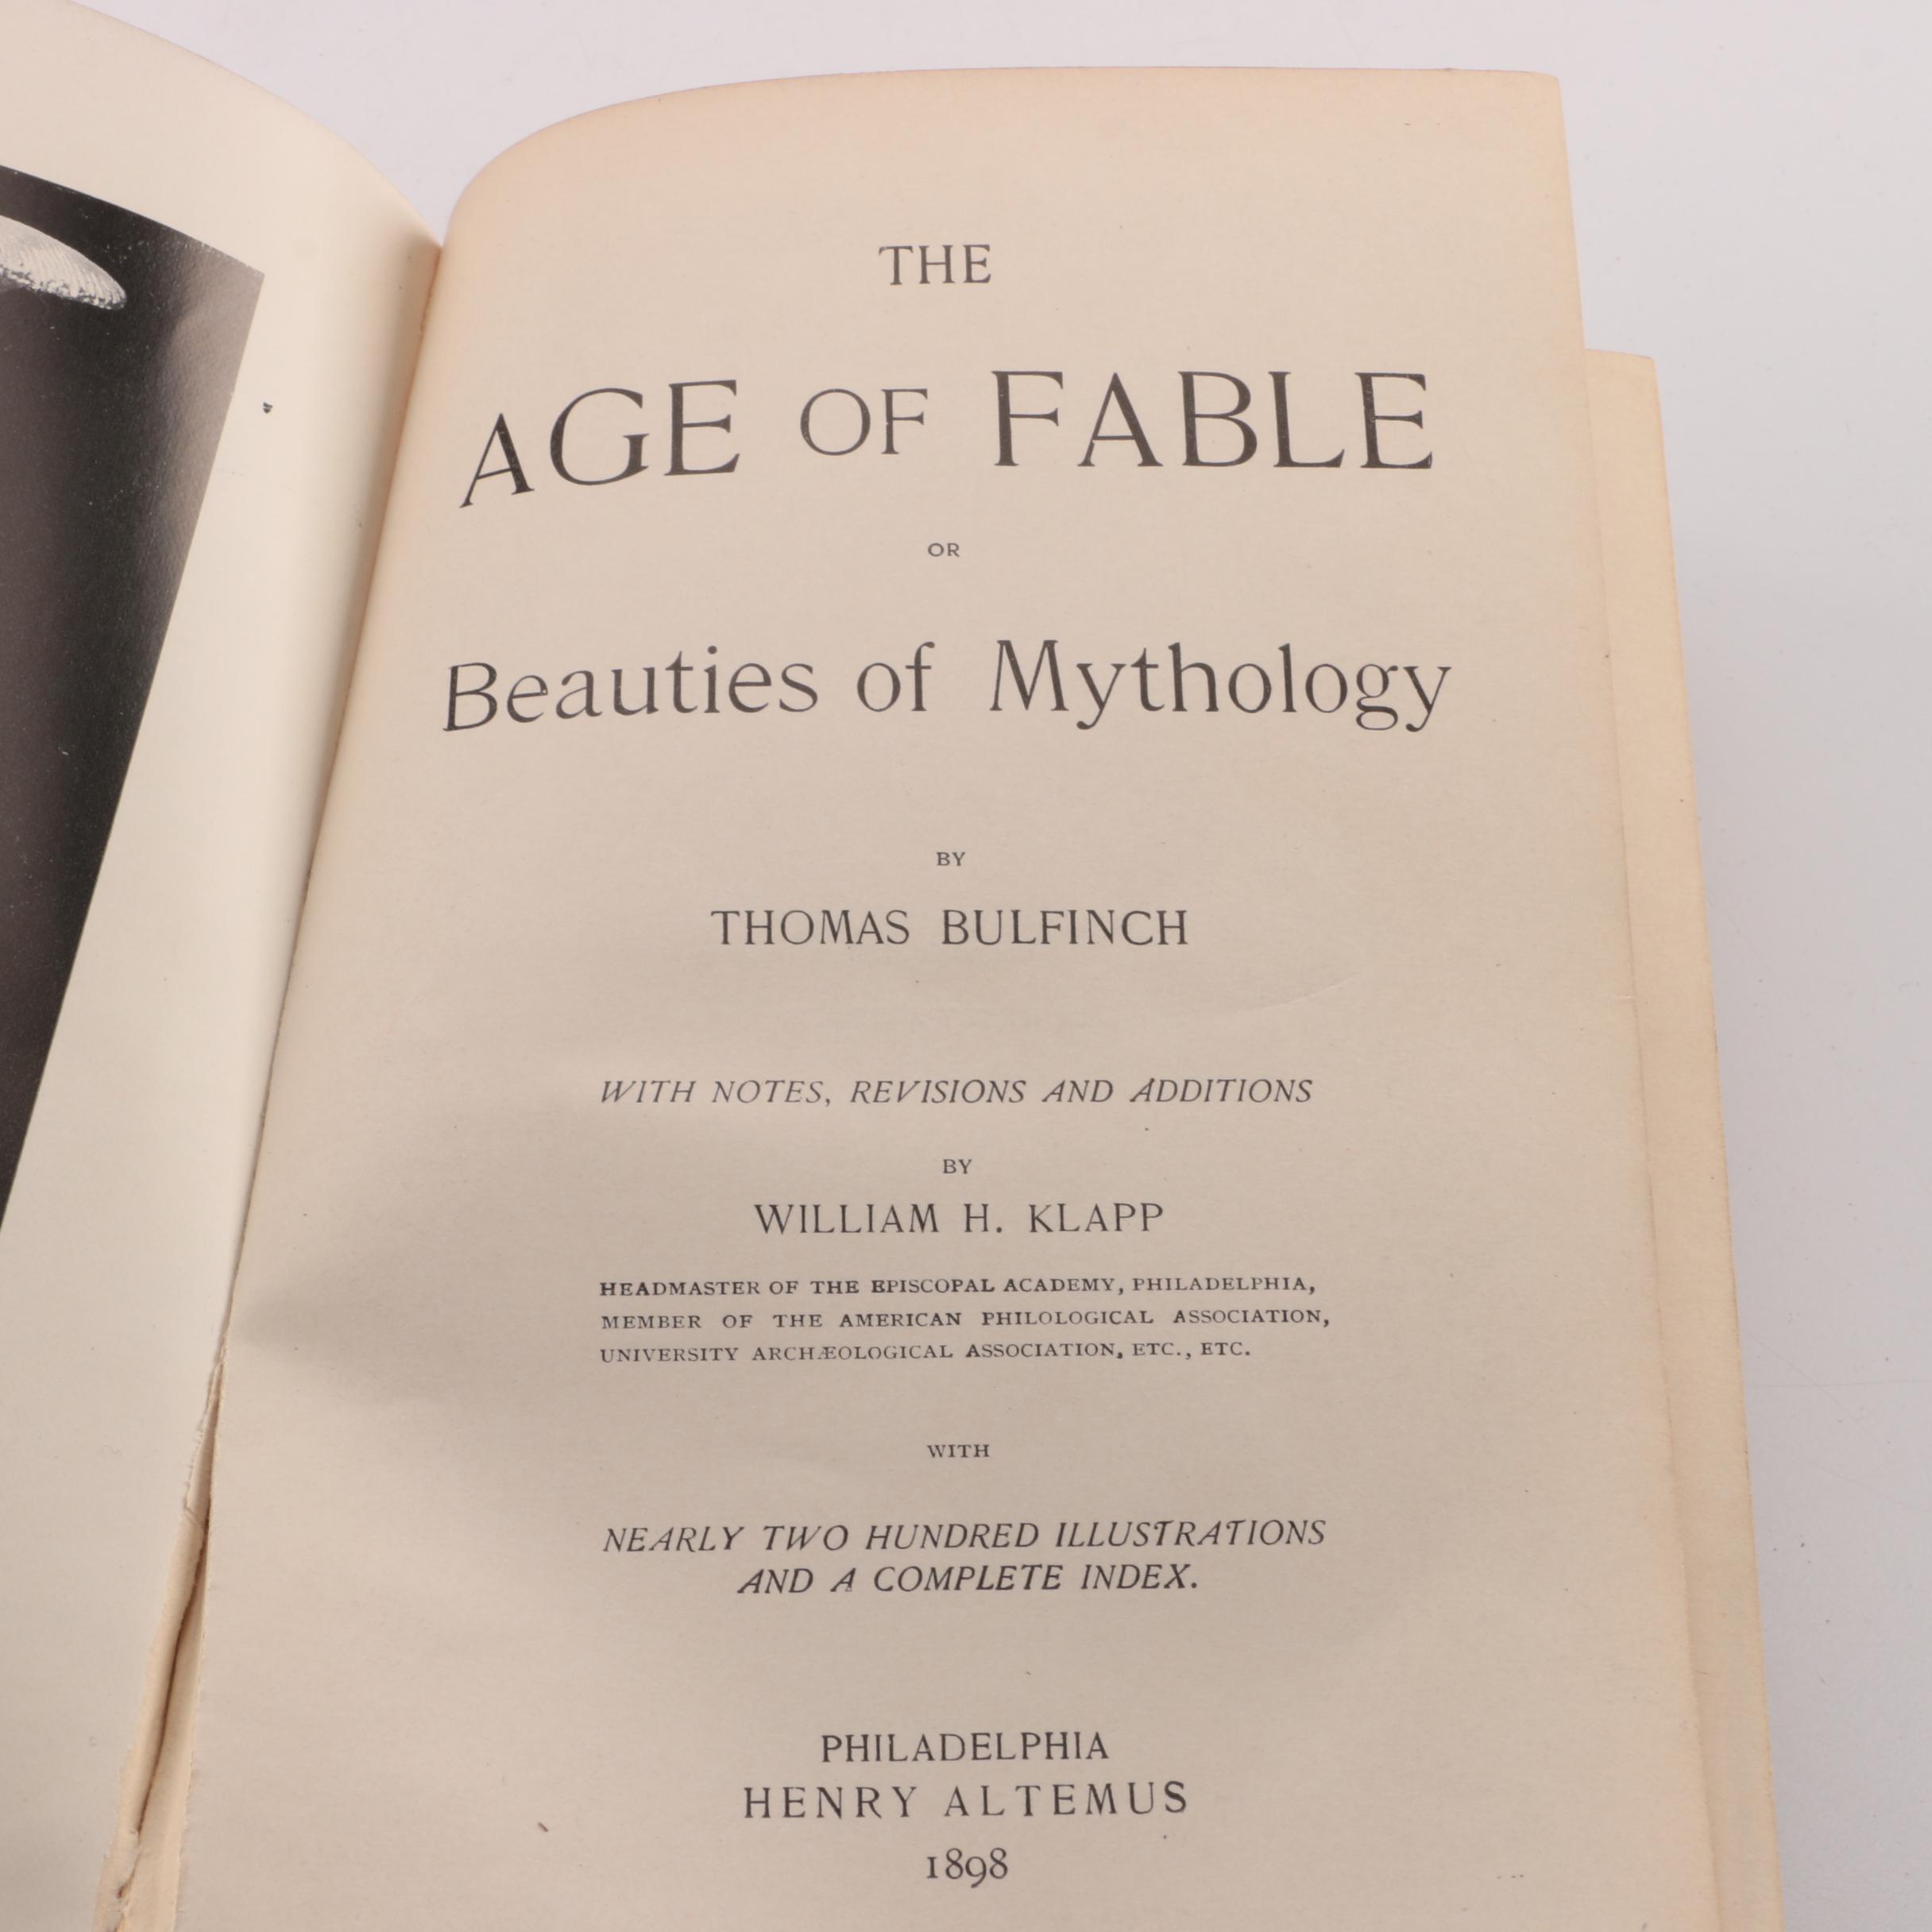 THE
AGE OF FABLE
OR
Beauties of Mythology
BY
THOMAS BULFINCH
WITH NOTES, REVISIONS AND ADDITIONS
BY
WILLIAM H. KLAPP
HEADMASTER OF THE EPISCOPAL ACADEMY, PHILADELPHIA,
MEMBER OF THE AMERICAN PHILOLOGICAL ASSOCIATION,
UNIVERSITY ARCHÆOLOGICAL ASSOCIATION, ETC., ETC.
WITH
NEARLY TWO HUNDRED ILLUSTRATIONS
AND A COMPLETE INDEX.
PHILADELPHIA
HENRY ALTEMUS
1898